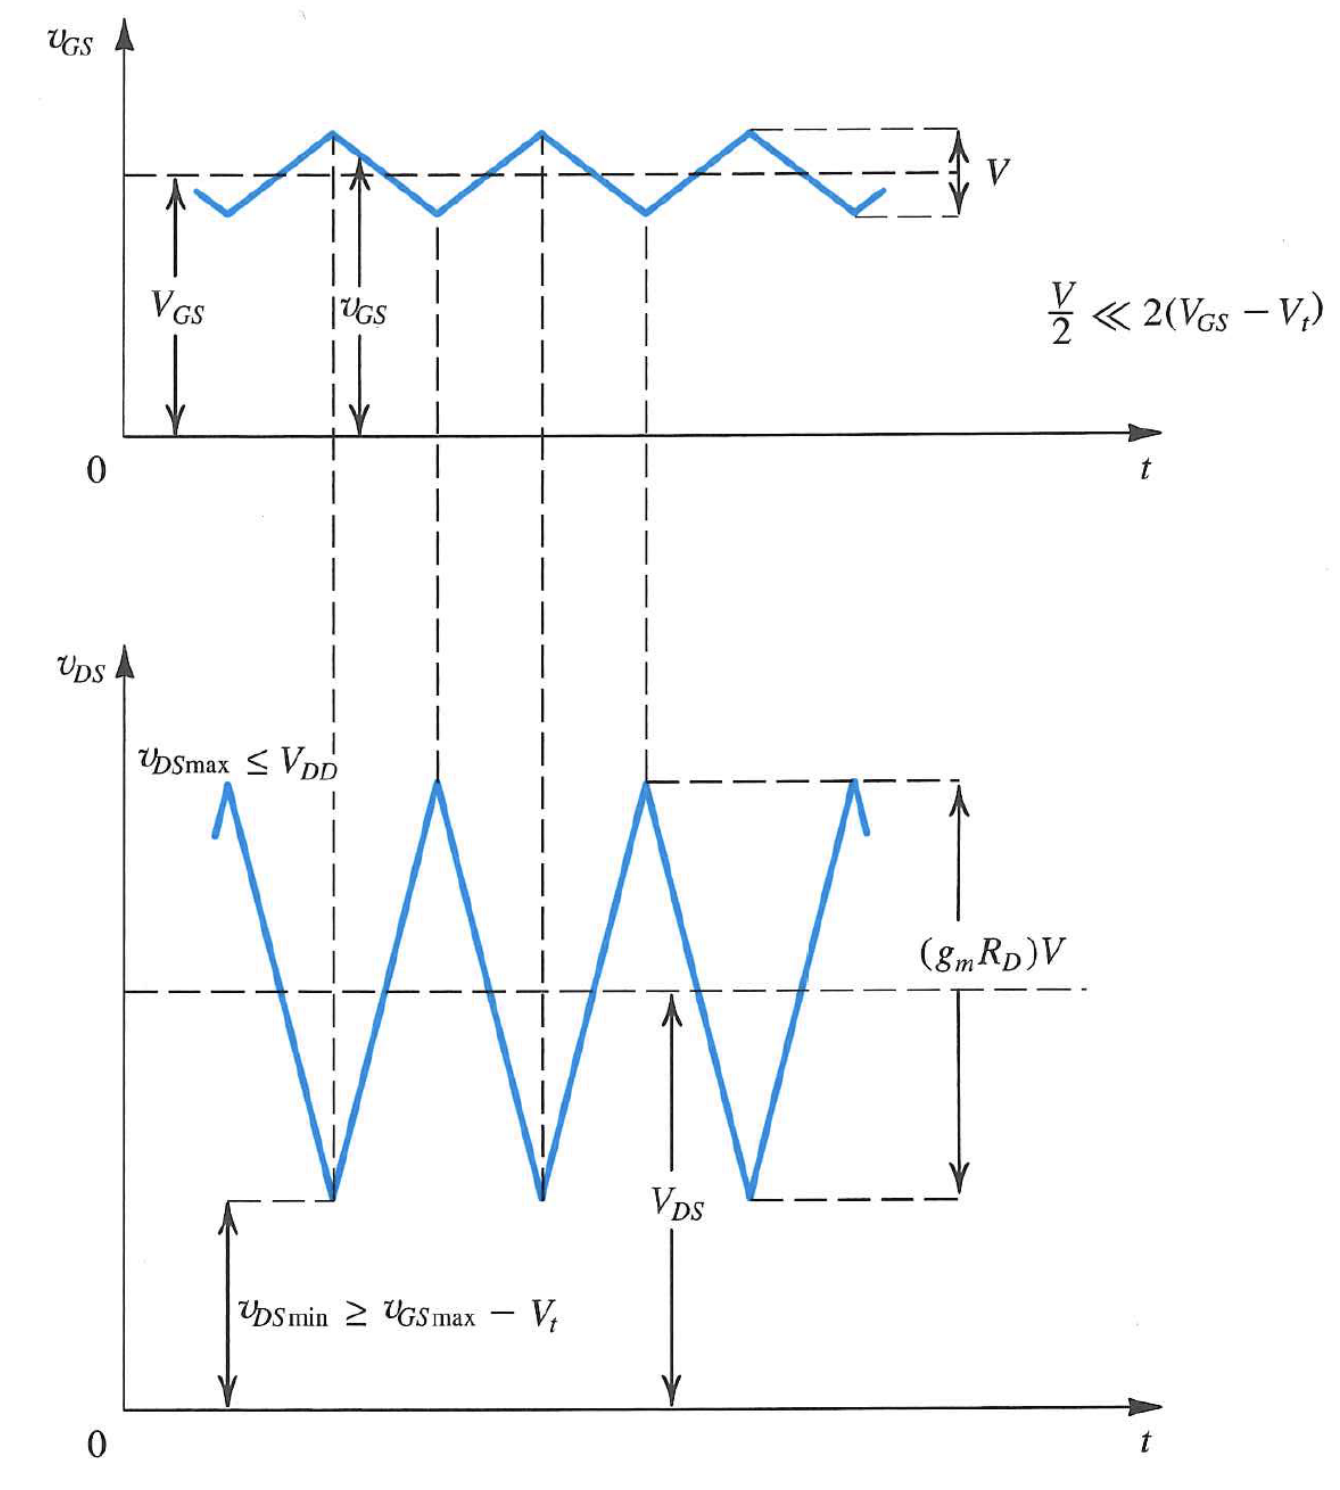 v_GS
V
V_GS
v_GS
V/2 ≪ 2(V_GS − V_t)
0
t
v_DS
v_DSmax ≤ V_DD
(g_m R_D)V
V_DS
v_DSmin ≥ v_GSmax − V_t
0
t